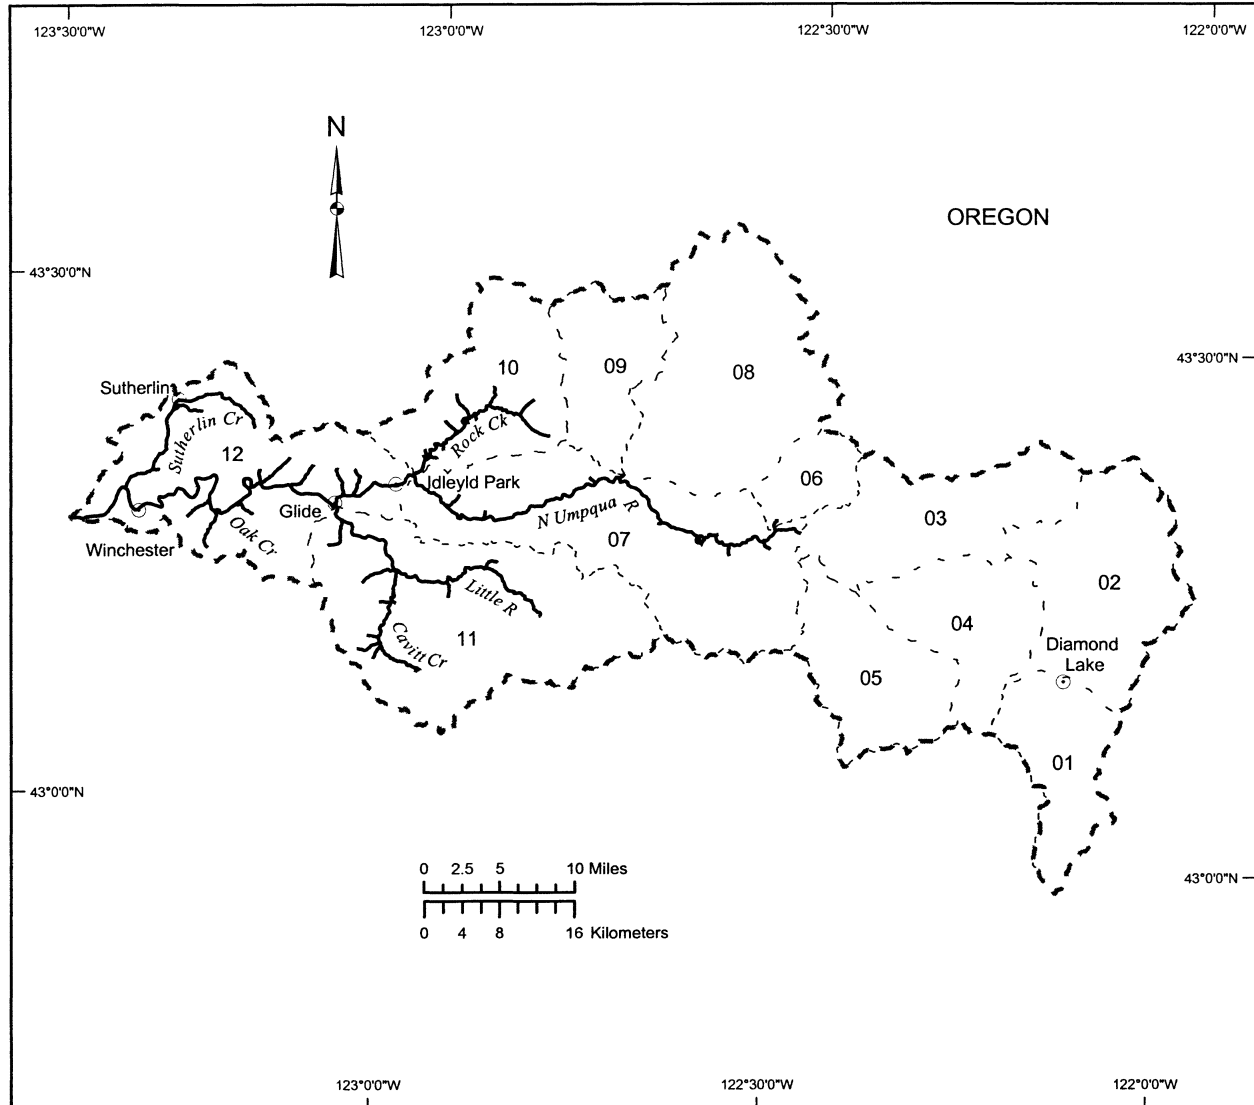 123°30'0"W
123°0'0"W
122°30'0"W
122°0'0"W
N
OREGON
43°30'0"N
43°30'0"N
10
09
08
Sutherlin
Sutherlin Cr
Rock Ck
12
06
Idleyld Park
Glide
N Umpqua R
03
Oak Cr
07
Winchester
02
Little R
04
11
Cavitt Cr
Diamond
Lake
05
01
43°0'0"N
0 2.5 5 10 Miles
43°0'0"N
0 4 8 16 Kilometers
123°0'0"W
122°30'0"W
122°0'0"W